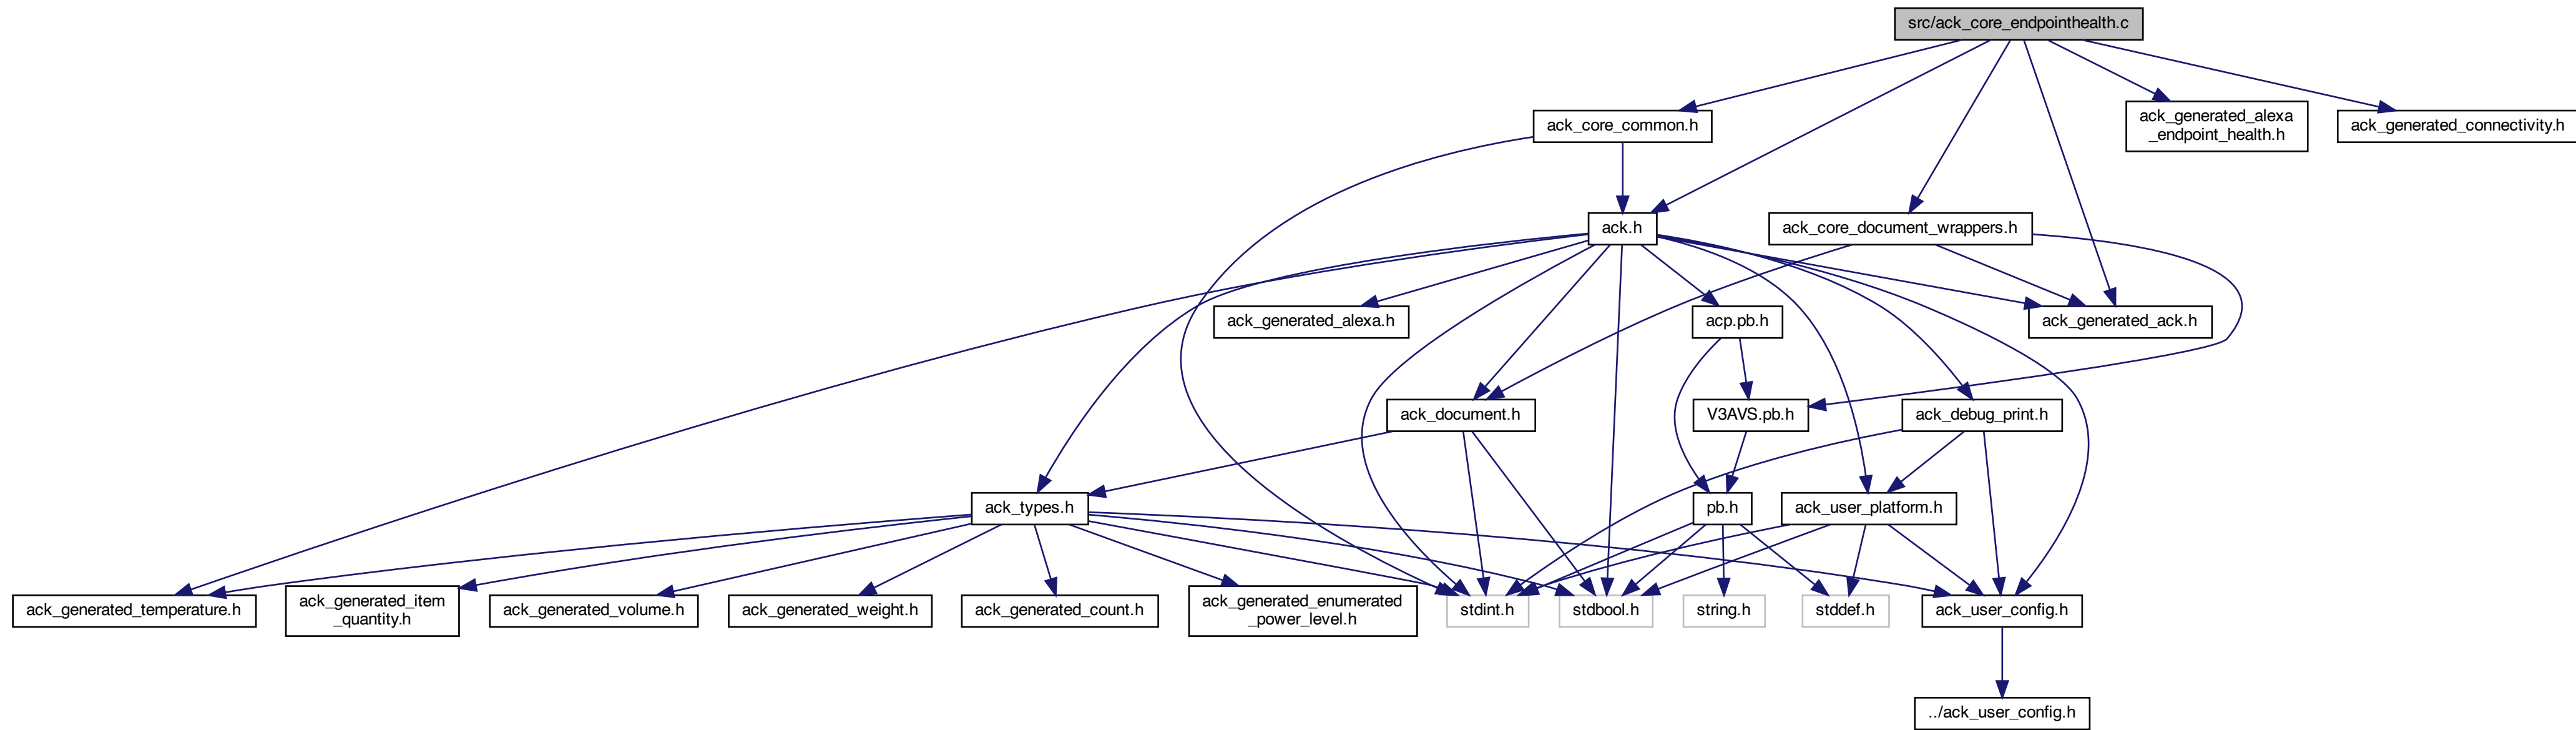 src/ack_core_endpointhealth.c
ack_core_common.h
ack_generated_alexa
_endpoint_health.h
ack_generated_connectivity.h
ack.h
ack_core_document_wrappers.h
ack_generated_alexa.h
acp.pb.h
ack_generated_ack.h
ack_document.h
V3AVS.pb.h
ack_debug_print.h
ack_types.h
pb.h
ack_user_platform.h
ack_generated_temperature.h
ack_generated_item
_quantity.h
ack_generated_volume.h
ack_generated_weight.h
ack_generated_count.h
ack_generated_enumerated
_power_level.h
stdint.h
stdbool.h
string.h
stddef.h
ack_user_config.h
../ack_user_config.h